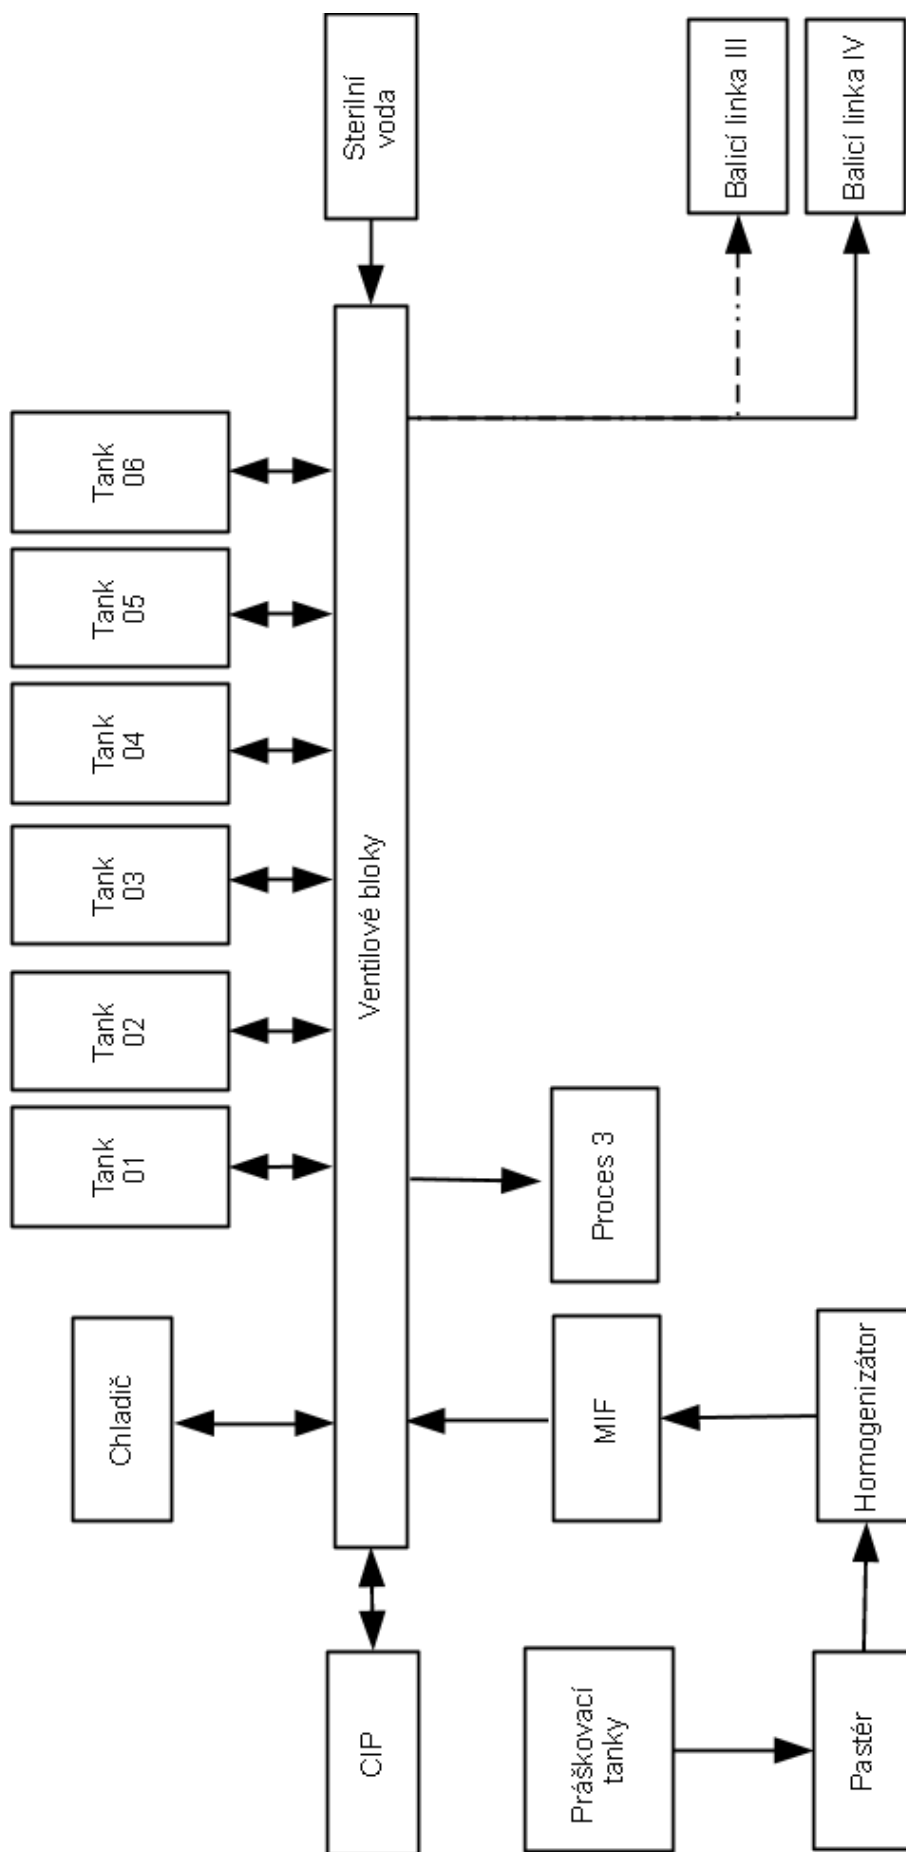 Tank
01
Tank
02
Tank
03
Tank
04
Tank
05
Tank
06
Chladič
CIP
Ventilové bloky
Sterilní
voda
Práškovací
tanky
MIF
Proces 3
Balicí linka III
Pastér
Homogenizátor
Balicí linka IV